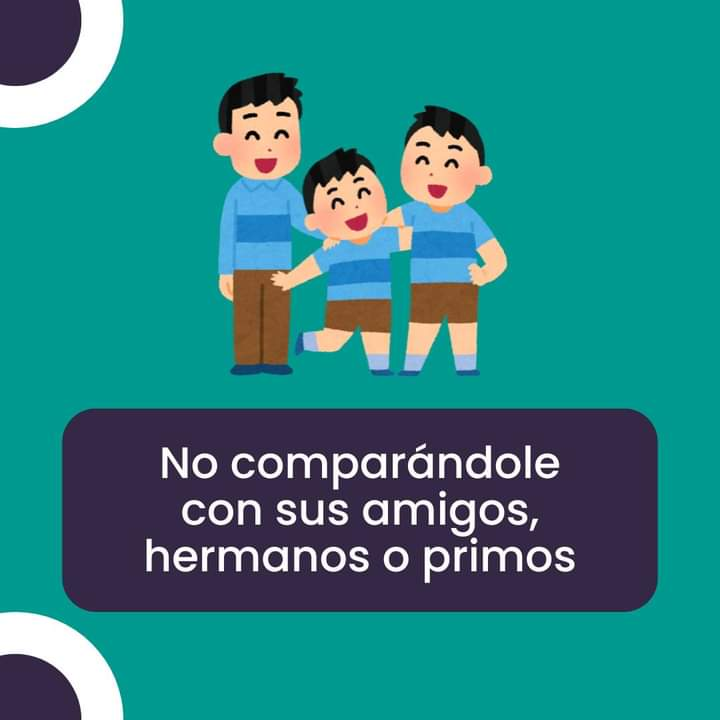 No comparándole
con sus amigos,
hermanos o primos